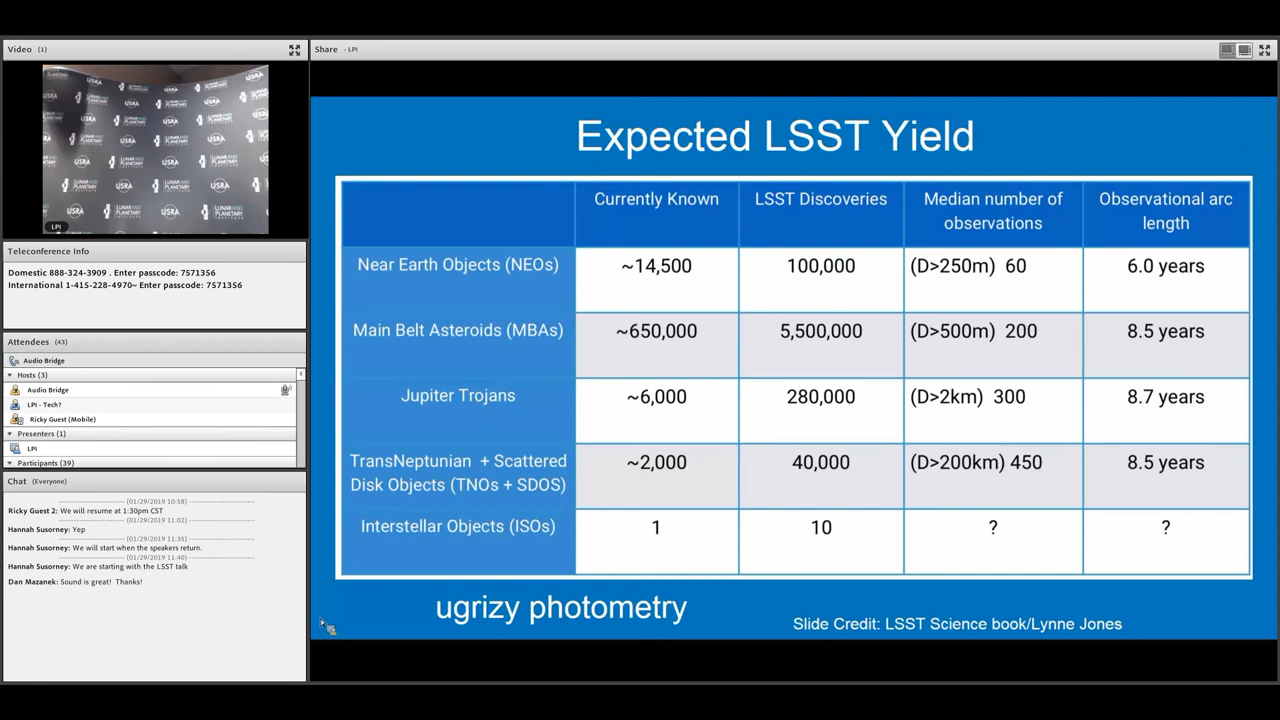 Video (1)
USRA
LUNAR AND PLANETARY INSTITUTE
LPI
Teleconference Info
Domestic 888-324-3909 . Enter passcode: 7571356
International 1-415-228-4970~ Enter passcode: 7571356
Attendees (43)
Audio Bridge
Hosts (3)
Audio Bridge
LPI - Tech?
Ricky Guest (Mobile)
Presenters (1)
LPI
Participants (39)
Chat (Everyone)
(01/29/2019 10:58)
Ricky Guest 2: We will resume at 1:30pm CST
(01/29/2019 11:02)
Hannah Susorney: Yep
(01/29/2019 11:35)
Hannah Susorney: We will start when the speakers return.
(01/29/2019 11:40)
Hannah Susorney: We are starting with the LSST talk
Dan Mazanek: Sound is great! Thanks!
Share - LPI
Expected LSST Yield
Currently Known LSST Discoveries Median number of observations Observational arc length
Near Earth Objects (NEOs) ~14,500 100,000 (D>250m) 60 6.0 years
Main Belt Asteroids (MBAs) ~650,000 5,500,000 (D>500m) 200 8.5 years
Jupiter Trojans ~6,000 280,000 (D>2km) 300 8.7 years
TransNeptunian + Scattered Disk Objects (TNOs + SDOS) ~2,000 40,000 (D>200km) 450 8.5 years
Interstellar Objects (ISOs) 1 10 ? ?
ugrizy photometry
Slide Credit: LSST Science book/Lynne Jones